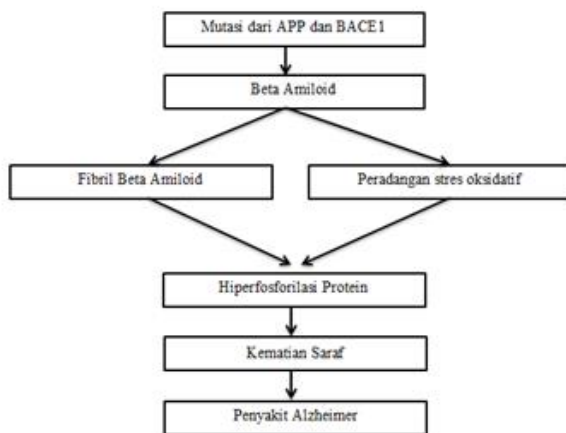 Mutasi dari APP dan BACE1
Beta Amiloid
Fibril Beta Amiloid
Peradangan stres oksidatif
Hiperfosforilasi Protein
Kematian Saraf
Penyakit Alzheimer